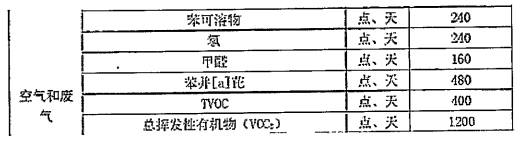 苯可溶物 点、天 240
氨 点、天 240
甲醛 点、天 160
苯并[a]芘 点、天 480
空气和废气
TVOC 点、天 400
总挥发性有机物（VOCs） 点、天 1200